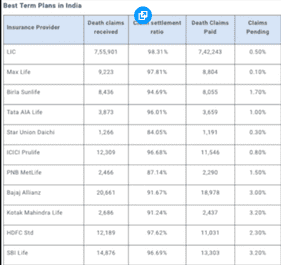 Best Term Plans in India
Insurance Provider | Death claims received | settlement ratio | Death Claims Paid | Claims Pending
LIC | 7,55,901 | 98.31% | 7,42,243 | 0.50%
Max Life | 9,223 | 97.81% | 8,804 | 0.10%
Birla Sunlife | 8,436 | 94.69% | 8,055 | 1.70%
Tata AIA Life | 3,873 | 96.01% | 3,659 | 1.00%
Star Union Daichi | 1,266 | 84.05% | 1,191 | 0.30%
ICICI Prulife | 12,309 | 96.68% | 11,546 | 0.80%
PNB MetLife | 2,466 | 87.14% | 2,290 | 1.50%
Bajaj Allianz | 20,661 | 91.67% | 18,978 | 3.00%
Kotak Mahindra Life | 2,686 | 91.24% | 2,437 | 3.20%
HDFC Std | 12,189 | 97.62% | 11,031 | 2.30%
SBI Life | 14,876 | 96.69% | 13,303 | 3.20%